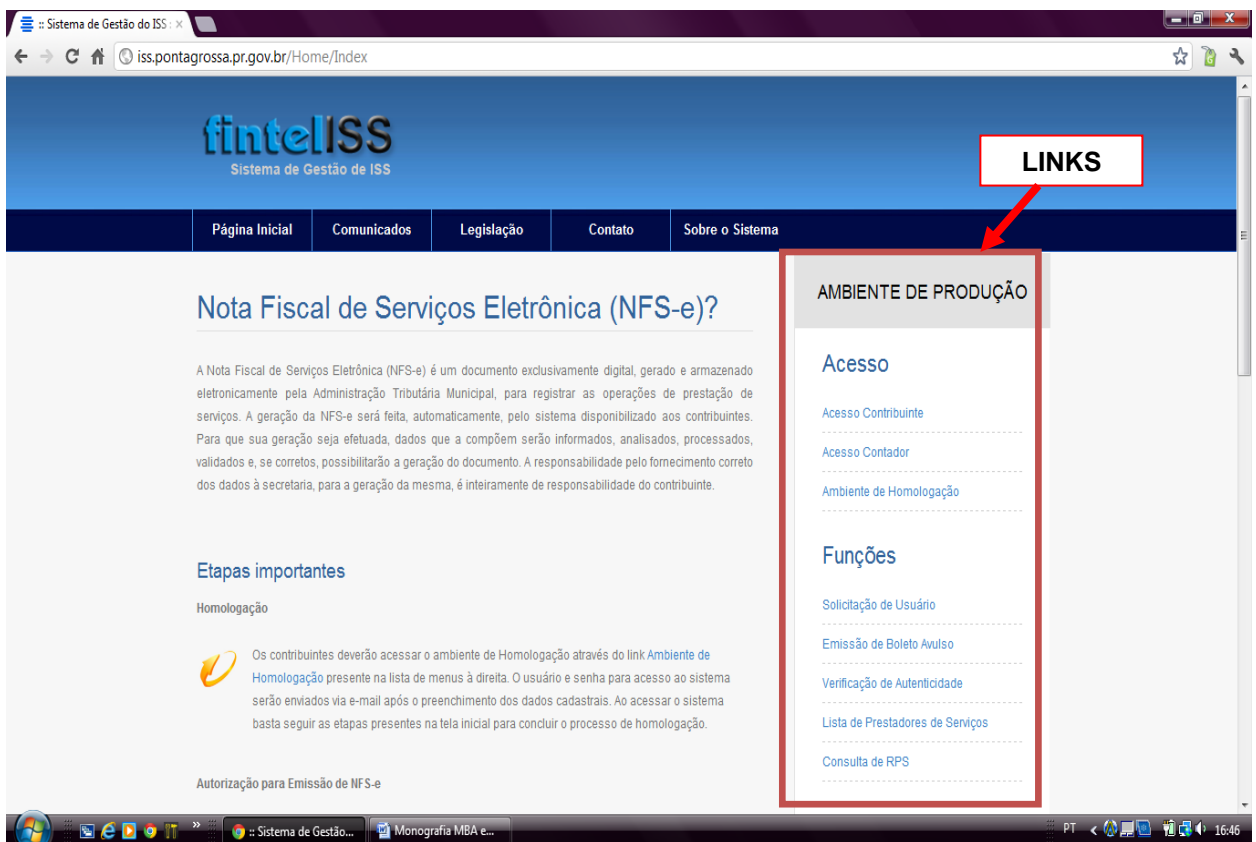 :: Sistema de Gestão do ISS :
iss.pontagrossa.pr.gov.br/Home/Index
fintelISS
Sistema de Gestão de ISS
LINKS
Página Inicial
Comunicados
Legislação
Contato
Sobre o Sistema
Nota Fiscal de Serviços Eletrônica (NFS-e)?
A Nota Fiscal de Serviços Eletrônica (NFS-e) é um documento exclusivamente digital, gerado e armazenado
eletronicamente pela Administração Tributária Municipal, para registrar as operações de prestação de
serviços. A geração da NFS-e será feita, automaticamente, pelo sistema disponibilizado aos contribuintes.
Para que sua geração seja efetuada, dados que a compõem serão informados, analisados, processados,
validados e, se corretos, possibilitarão a geração do documento. A responsabilidade pelo fornecimento correto
dos dados à secretaria, para a geração da mesma, é inteiramente de responsabilidade do contribuinte.
Etapas importantes
Homologação
Os contribuintes deverão acessar o ambiente de Homologação através do link Ambiente de
Homologação presente na lista de menus à direita. O usuário e senha para acesso ao sistema
serão enviados via e-mail após o preenchimento dos dados cadastrais. Ao acessar o sistema
basta seguir as etapas presentes na tela inicial para concluir o processo de homologação.
Autorização para Emissão de NFS-e
AMBIENTE DE PRODUÇÃO
Acesso
Acesso Contribuinte
Acesso Contador
Ambiente de Homologação
Funções
Solicitação de Usuário
Emissão de Boleto Avulso
Verificação de Autenticidade
Lista de Prestadores de Serviços
Consulta de RPS
:: Sistema de Gestão...
Monografia MBA e...
PT
16:46